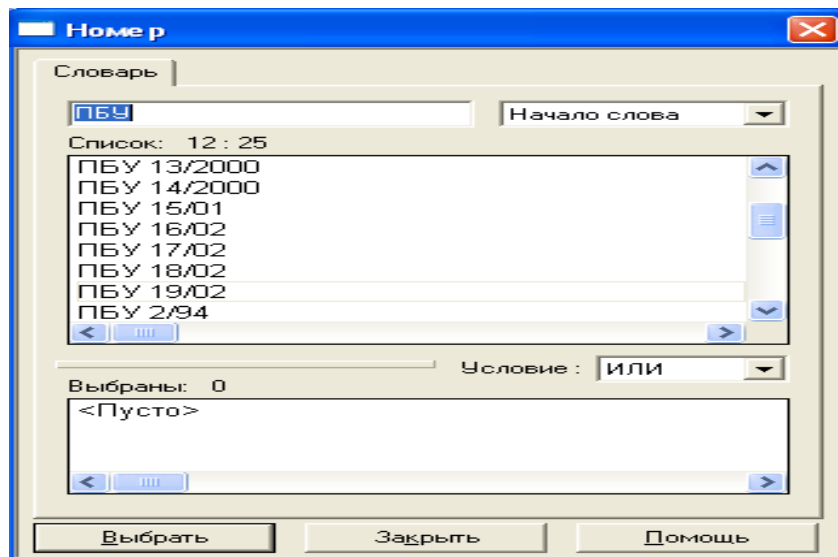 Номер
Словарь
ПБУ Начало слова
Список: 12 : 25
ПБУ 13/2000
ПБУ 14/2000
ПБУ 15/01
ПБУ 16/02
ПБУ 17/02
ПБУ 18/02
ПБУ 19/02
ПБУ 2/94
Условие : ИЛИ
Выбраны: 0
<Пусто>
Выбрать Закрыть Помощь